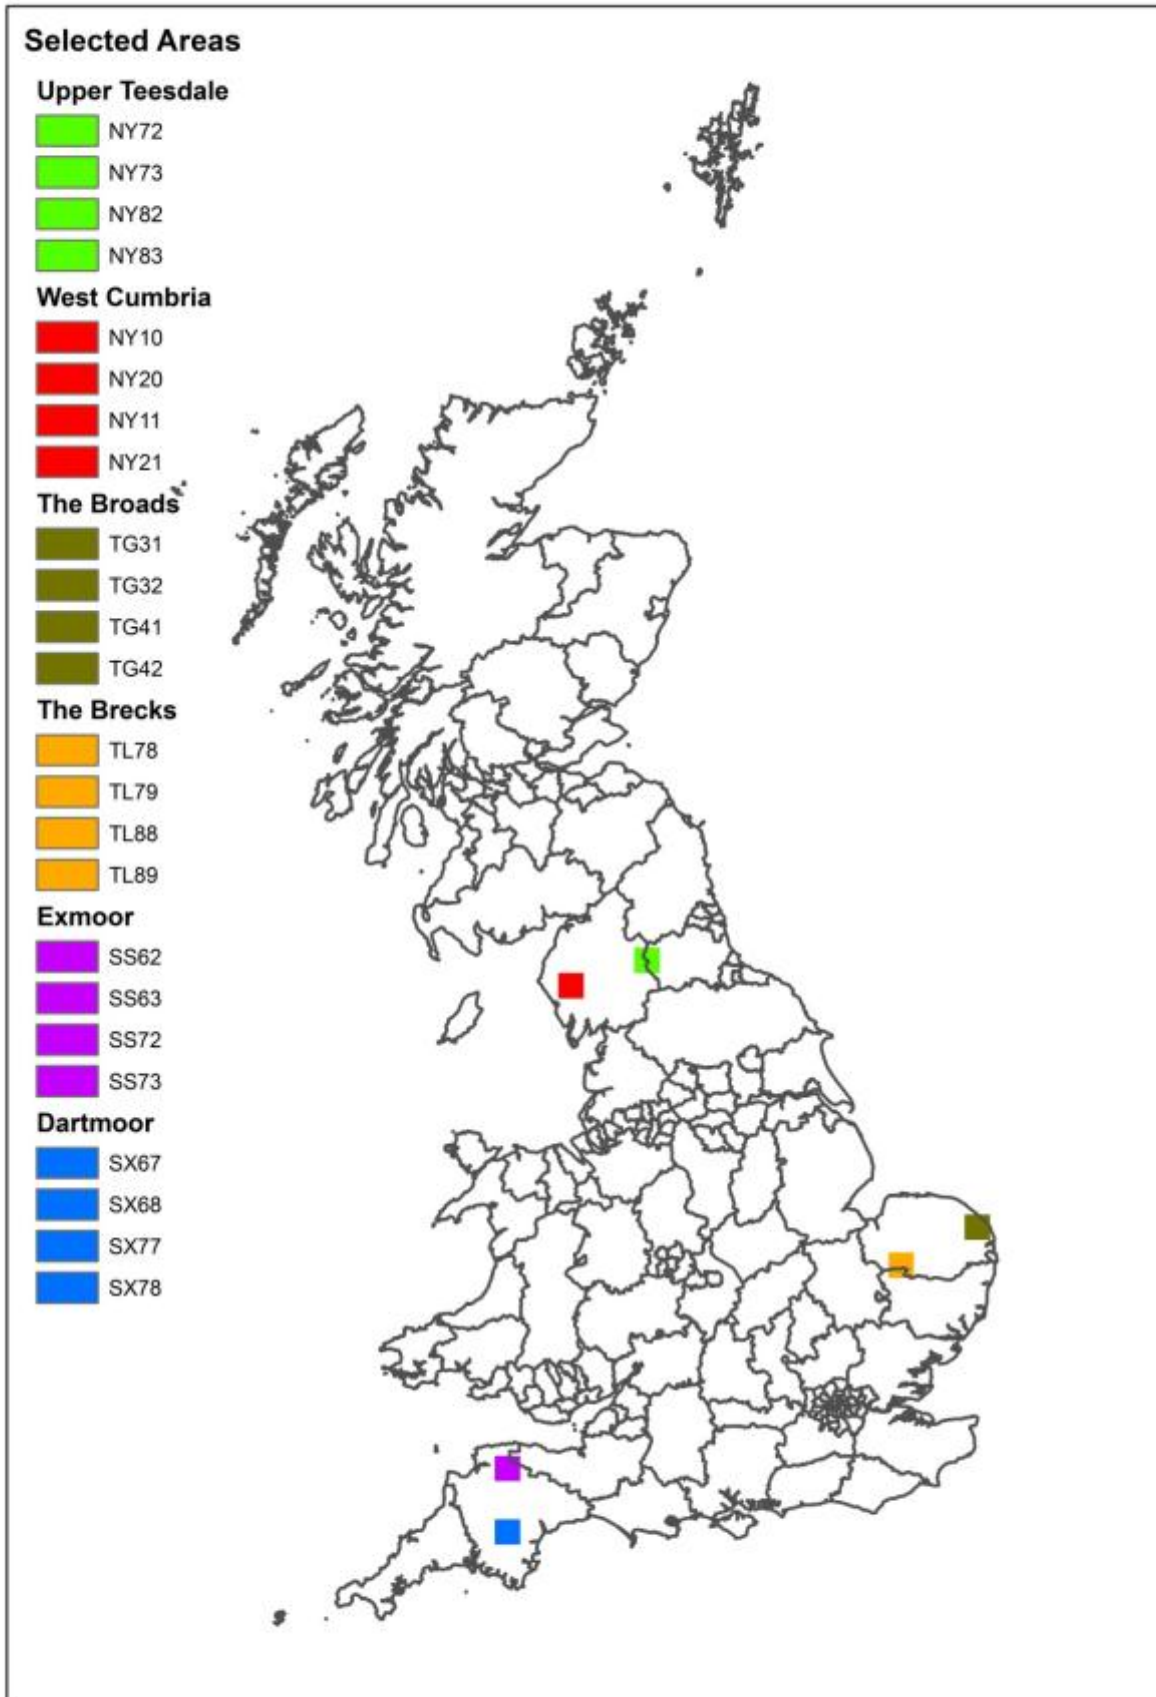 Selected Areas
Upper Teesdale
NY72
NY73
NY82
NY83
West Cumbria
NY10
NY20
NY11
NY21
The Broads
TG31
TG32
TG41
TG42
The Brecks
TL78
TL79
TL88
TL89
Exmoor
SS62
SS63
SS72
SS73
Dartmoor
SX67
SX68
SX77
SX78